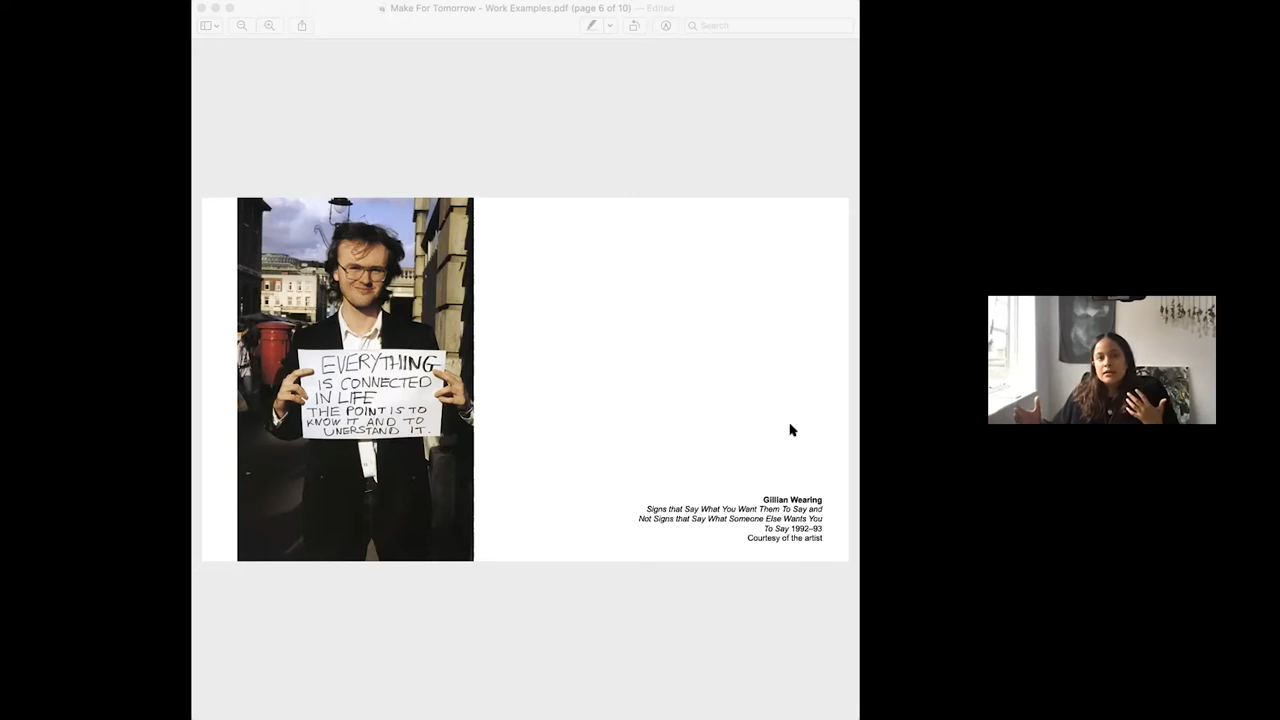 Make For Tomorrow - Work Examples.pdf (page 6 of 10) — Edited
Search
EVERYTHING
IS CONNECTED
IN LIFE
THE POINT IS TO
KNOW IT AND TO
UNERSTAND IT.
Gillian Wearing
Signs that Say What You Want Them To Say and
Not Signs that Say What Someone Else Wants You
To Say 1992–93
Courtesy of the artist